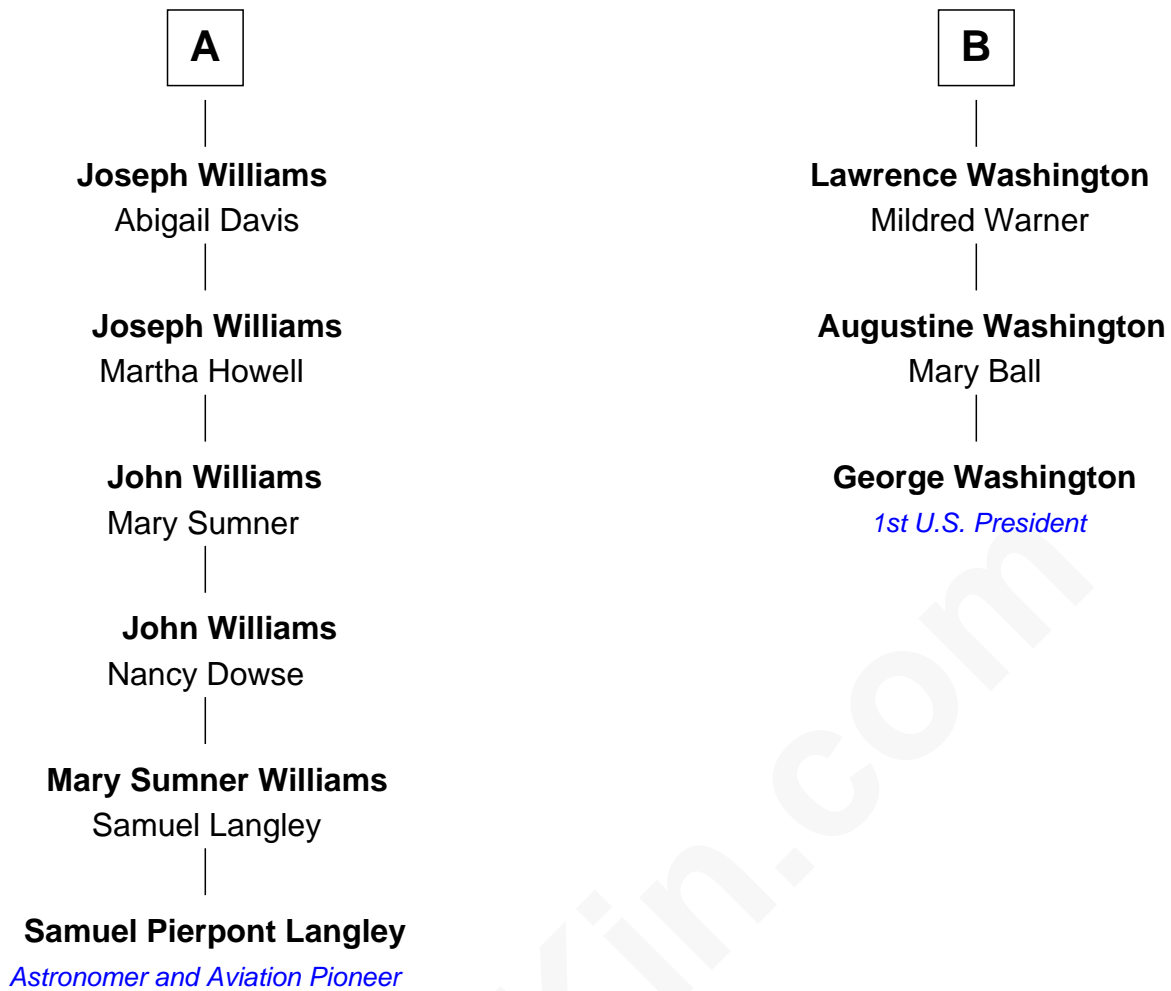 A
Joseph Williams
Abigail Davis
Joseph Williams
Martha Howell
John Williams
Mary Sumner
John Williams
Nancy Dowse
Mary Sumner Williams
Samuel Langley
Samuel Pierpont Langley
Astronomer and Aviation Pioneer
B
Lawrence Washington
Mildred Warner
Augustine Washington
Mary Ball
George Washington
1st U.S. President